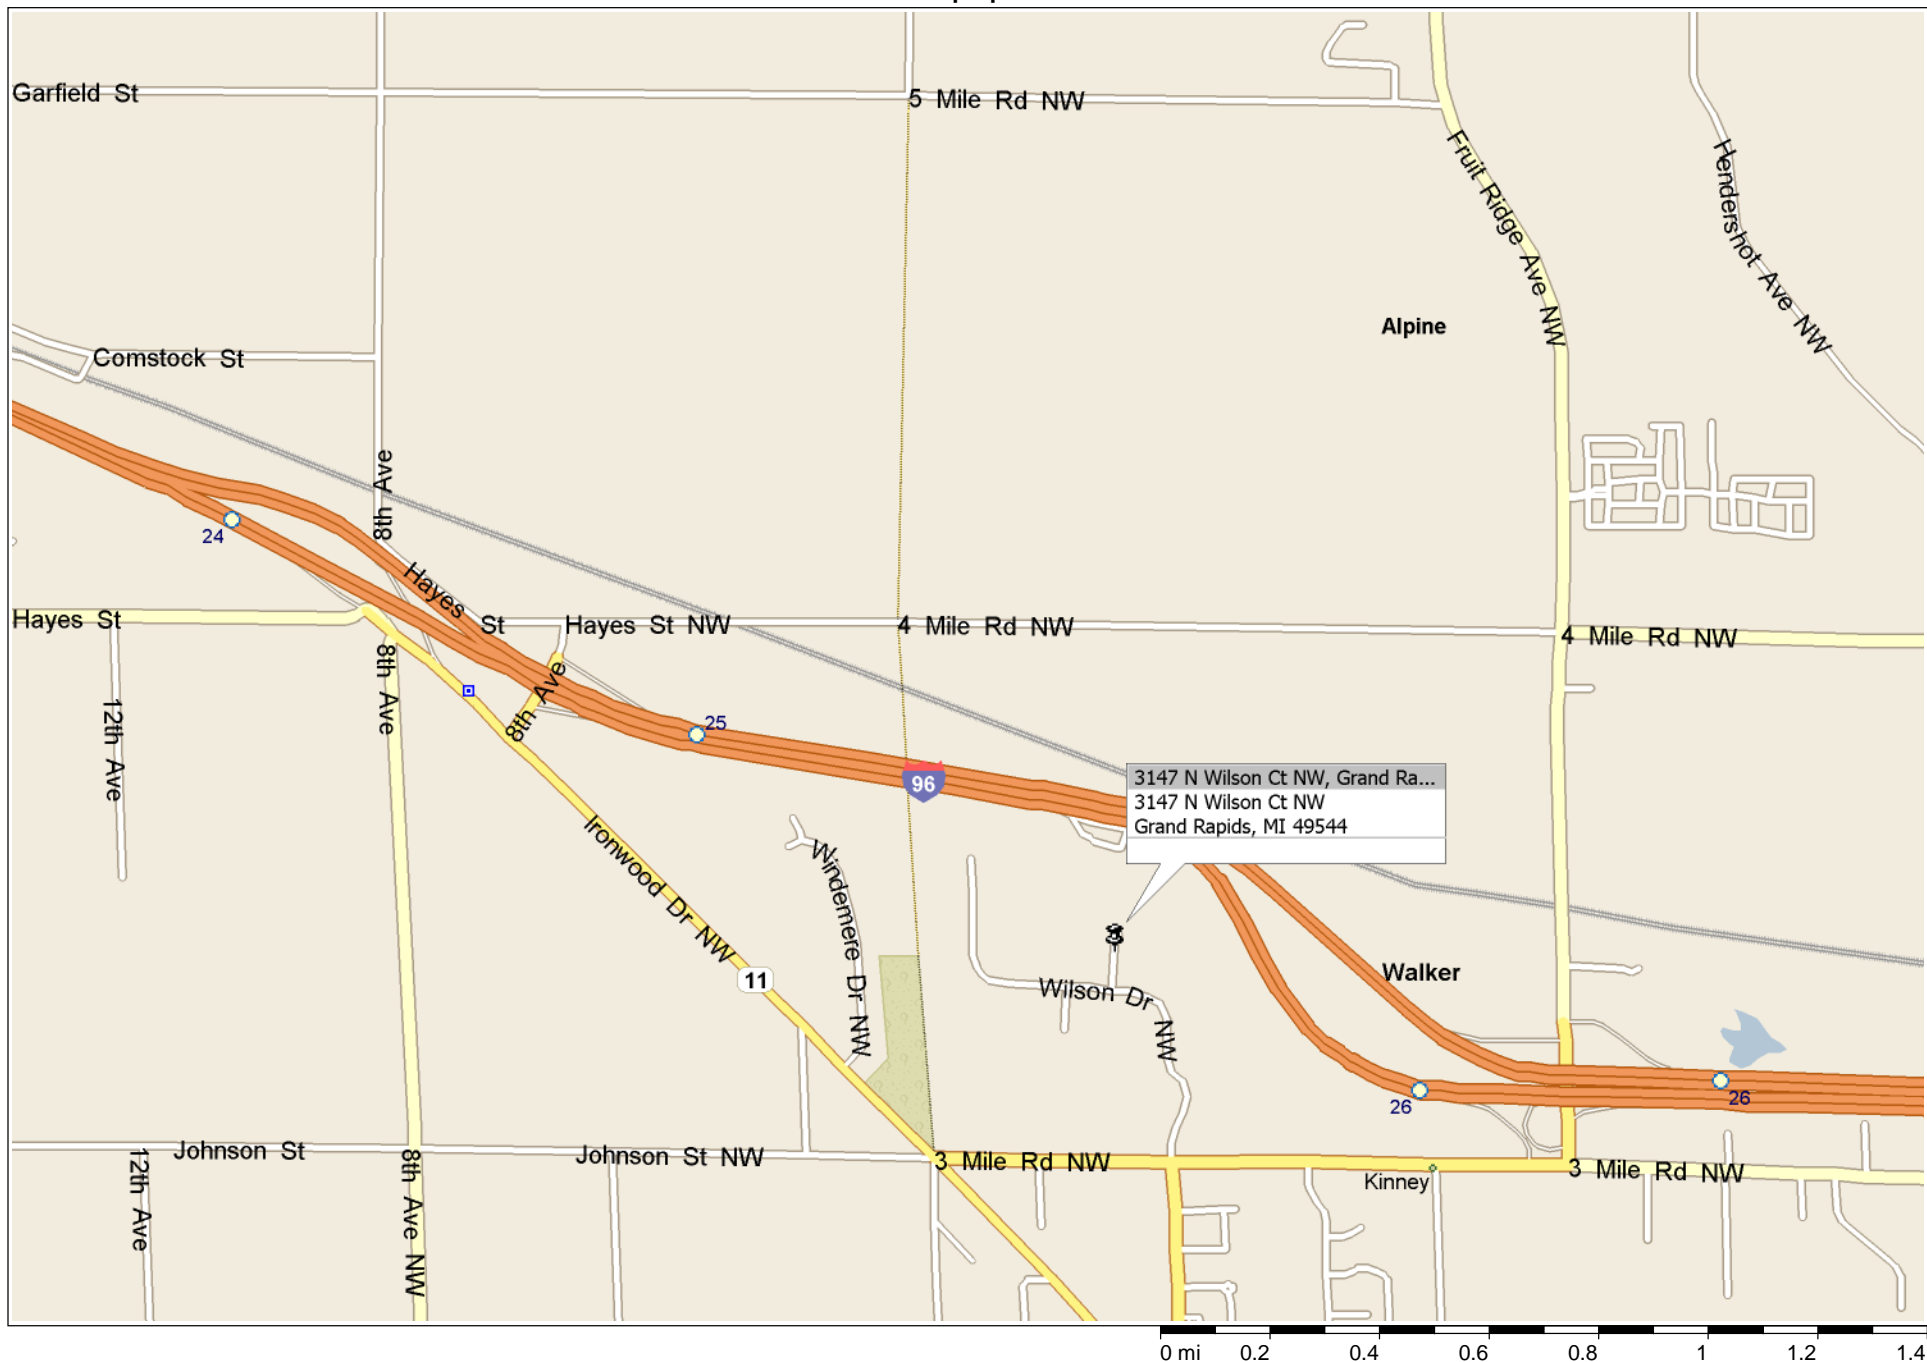 Garfield St
5 Mile Rd NW
Fruit Ridge Ave NW
Hendershot Ave NW
Alpine
Comstock St
8th Ave
24
Hayes St
Hayes St
Hayes St NW
4 Mile Rd NW
4 Mile Rd NW
8th Ave
8th Ave
12th Ave
25
96
3147 N Wilson Ct NW, Grand Ra...
3147 N Wilson Ct NW
Grand Rapids, MI 49544
Ironwood Dr NW
Windemere Dr NW
11
Wilson Dr NW
Walker
26
26
Johnson St
Johnson St NW
3 Mile Rd NW
3 Mile Rd NW
Kinney
12th Ave
8th Ave NW
0 mi 0.2 0.4 0.6 0.8 1 1.2 1.4